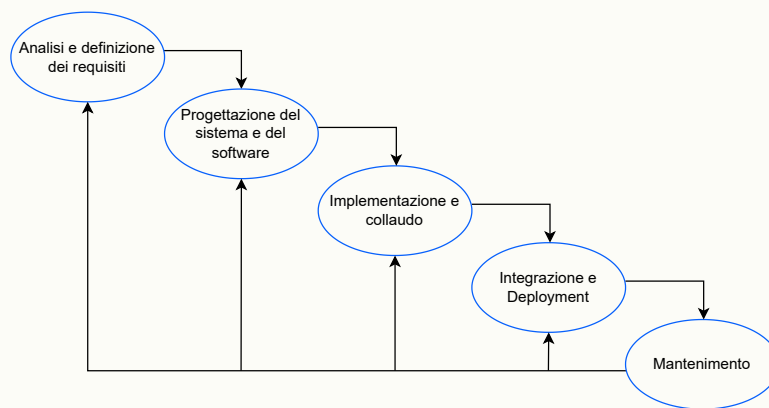 Analisi e definizione
dei requisiti
Progettazione del
sistema e del
software
Implementazione e
collaudo
Integrazione e
Deployment
Mantenimento